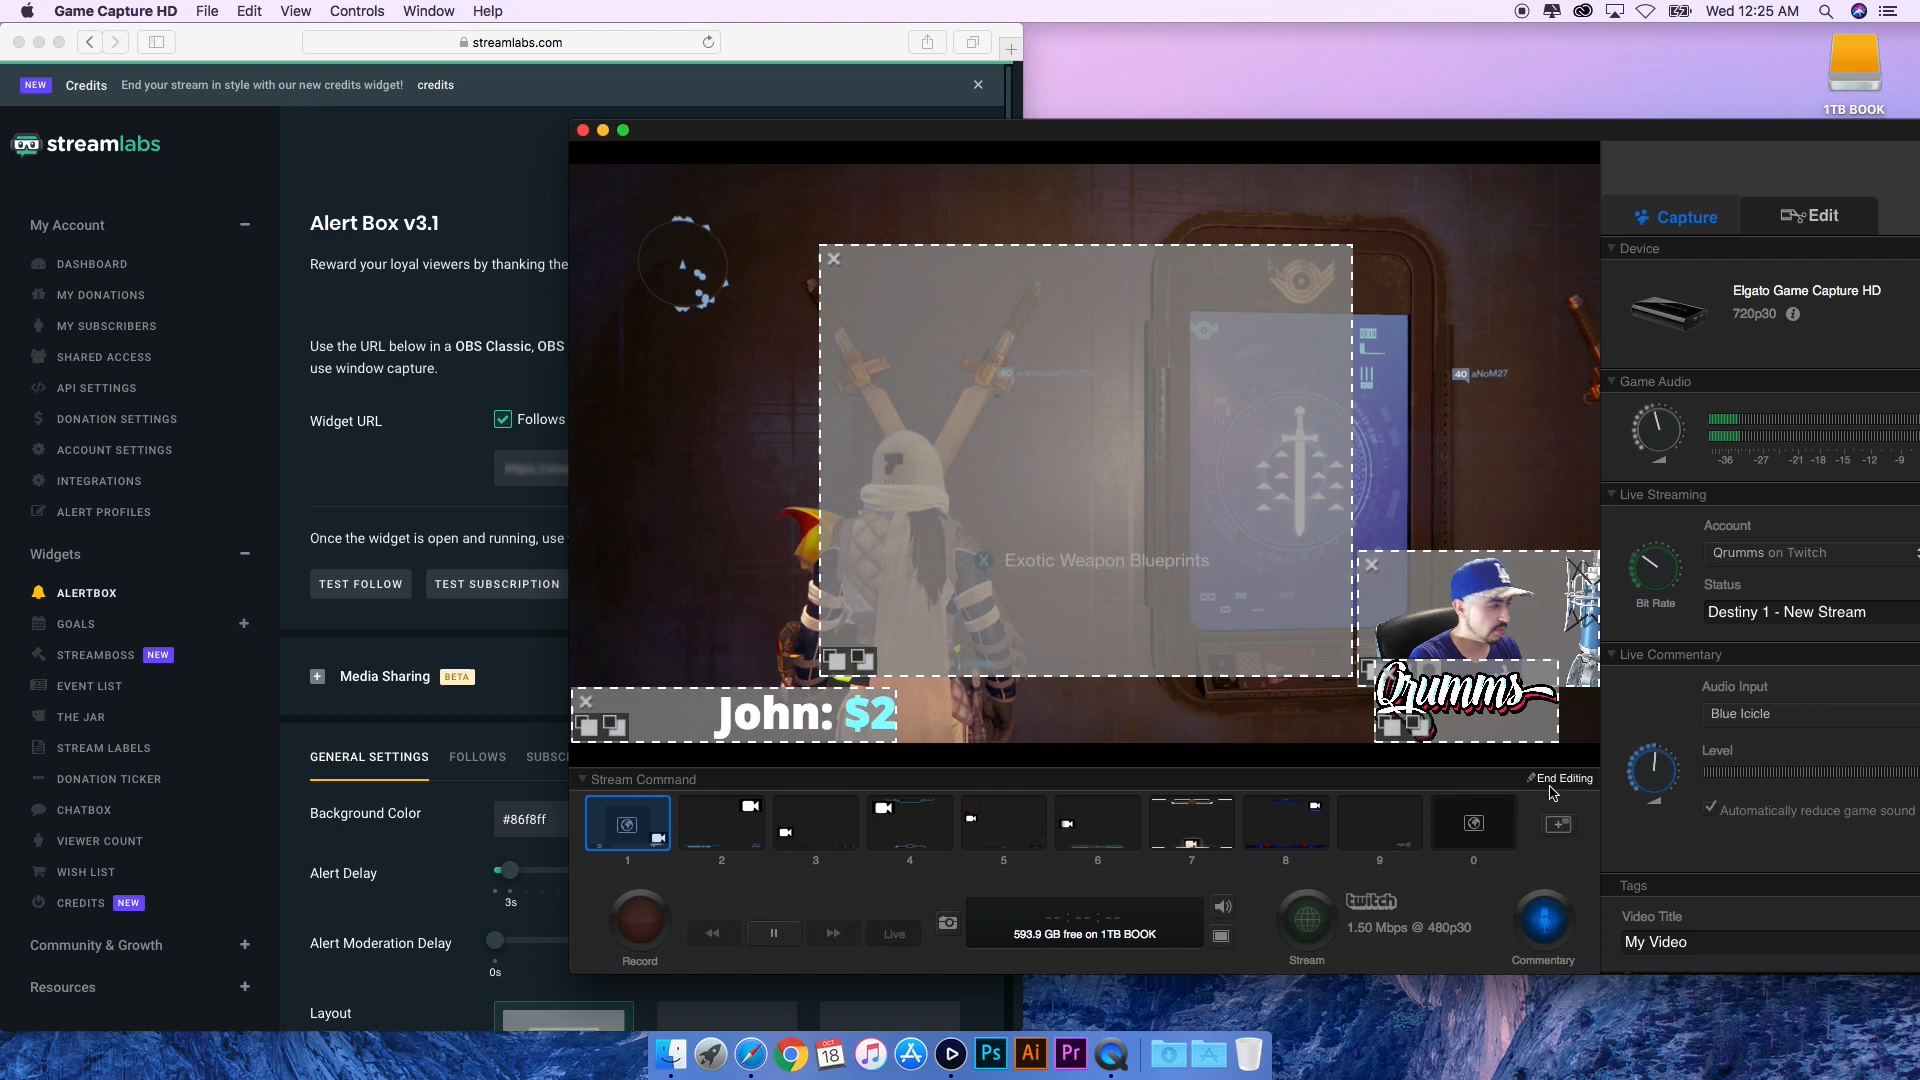 Game Capture HD File Edit View Controls Window Help Wed 12:25 AM
streamlabs.com
NEW Credits End your stream in style with our new credits widget! credits
1TB BOOK
streamlabs
My Account
DASHBOARD
MY DONATIONS
MY SUBSCRIBERS
SHARED ACCESS
API SETTINGS
DONATION SETTINGS
ACCOUNT SETTINGS
INTEGRATIONS
ALERT PROFILES
Widgets
ALERTBOX
GOALS
STREAMBOSS NEW
EVENT LIST
THE JAR
STREAM LABELS
DONATION TICKER
CHATBOX
VIEWER COUNT
WISH LIST
CREDITS NEW
Community & Growth
Resources
Alert Box v3.1
Reward your loyal viewers by thanking the
Use the URL below in a OBS Classic, OBS
use window capture.
Widget URL Follows
Once the widget is open and running, use
TEST FOLLOW TEST SUBSCRIPTION
Media Sharing BETA
GENERAL SETTINGS FOLLOWS SUBSC
Background Color #86f8ff
Alert Delay
3s
Alert Moderation Delay
0s
Layout
40 aNoM27
X Exotic Weapon Blueprints
John: $2
Qrumms
Stream Command End Editing
1 2 3 4 5 6 7 8 9 0
Record
Live
--:--:--
593.9 GB free on 1TB BOOK
Stream
twitch
1.50 Mbps @ 480p30
Commentary
Capture Edit
Device
Elgato Game Capture HD
720p30
Game Audio
-36 -27 -21 -18 -15 -12 -9
Live Streaming
Account
Qrumms on Twitch
Status
Bit Rate
Destiny 1 - New Stream
Live Commentary
Audio Input
Blue Icicle
Level
Automatically reduce game sound
Tags
Video Title
My Video
OCT
18
Ps Ai Pr